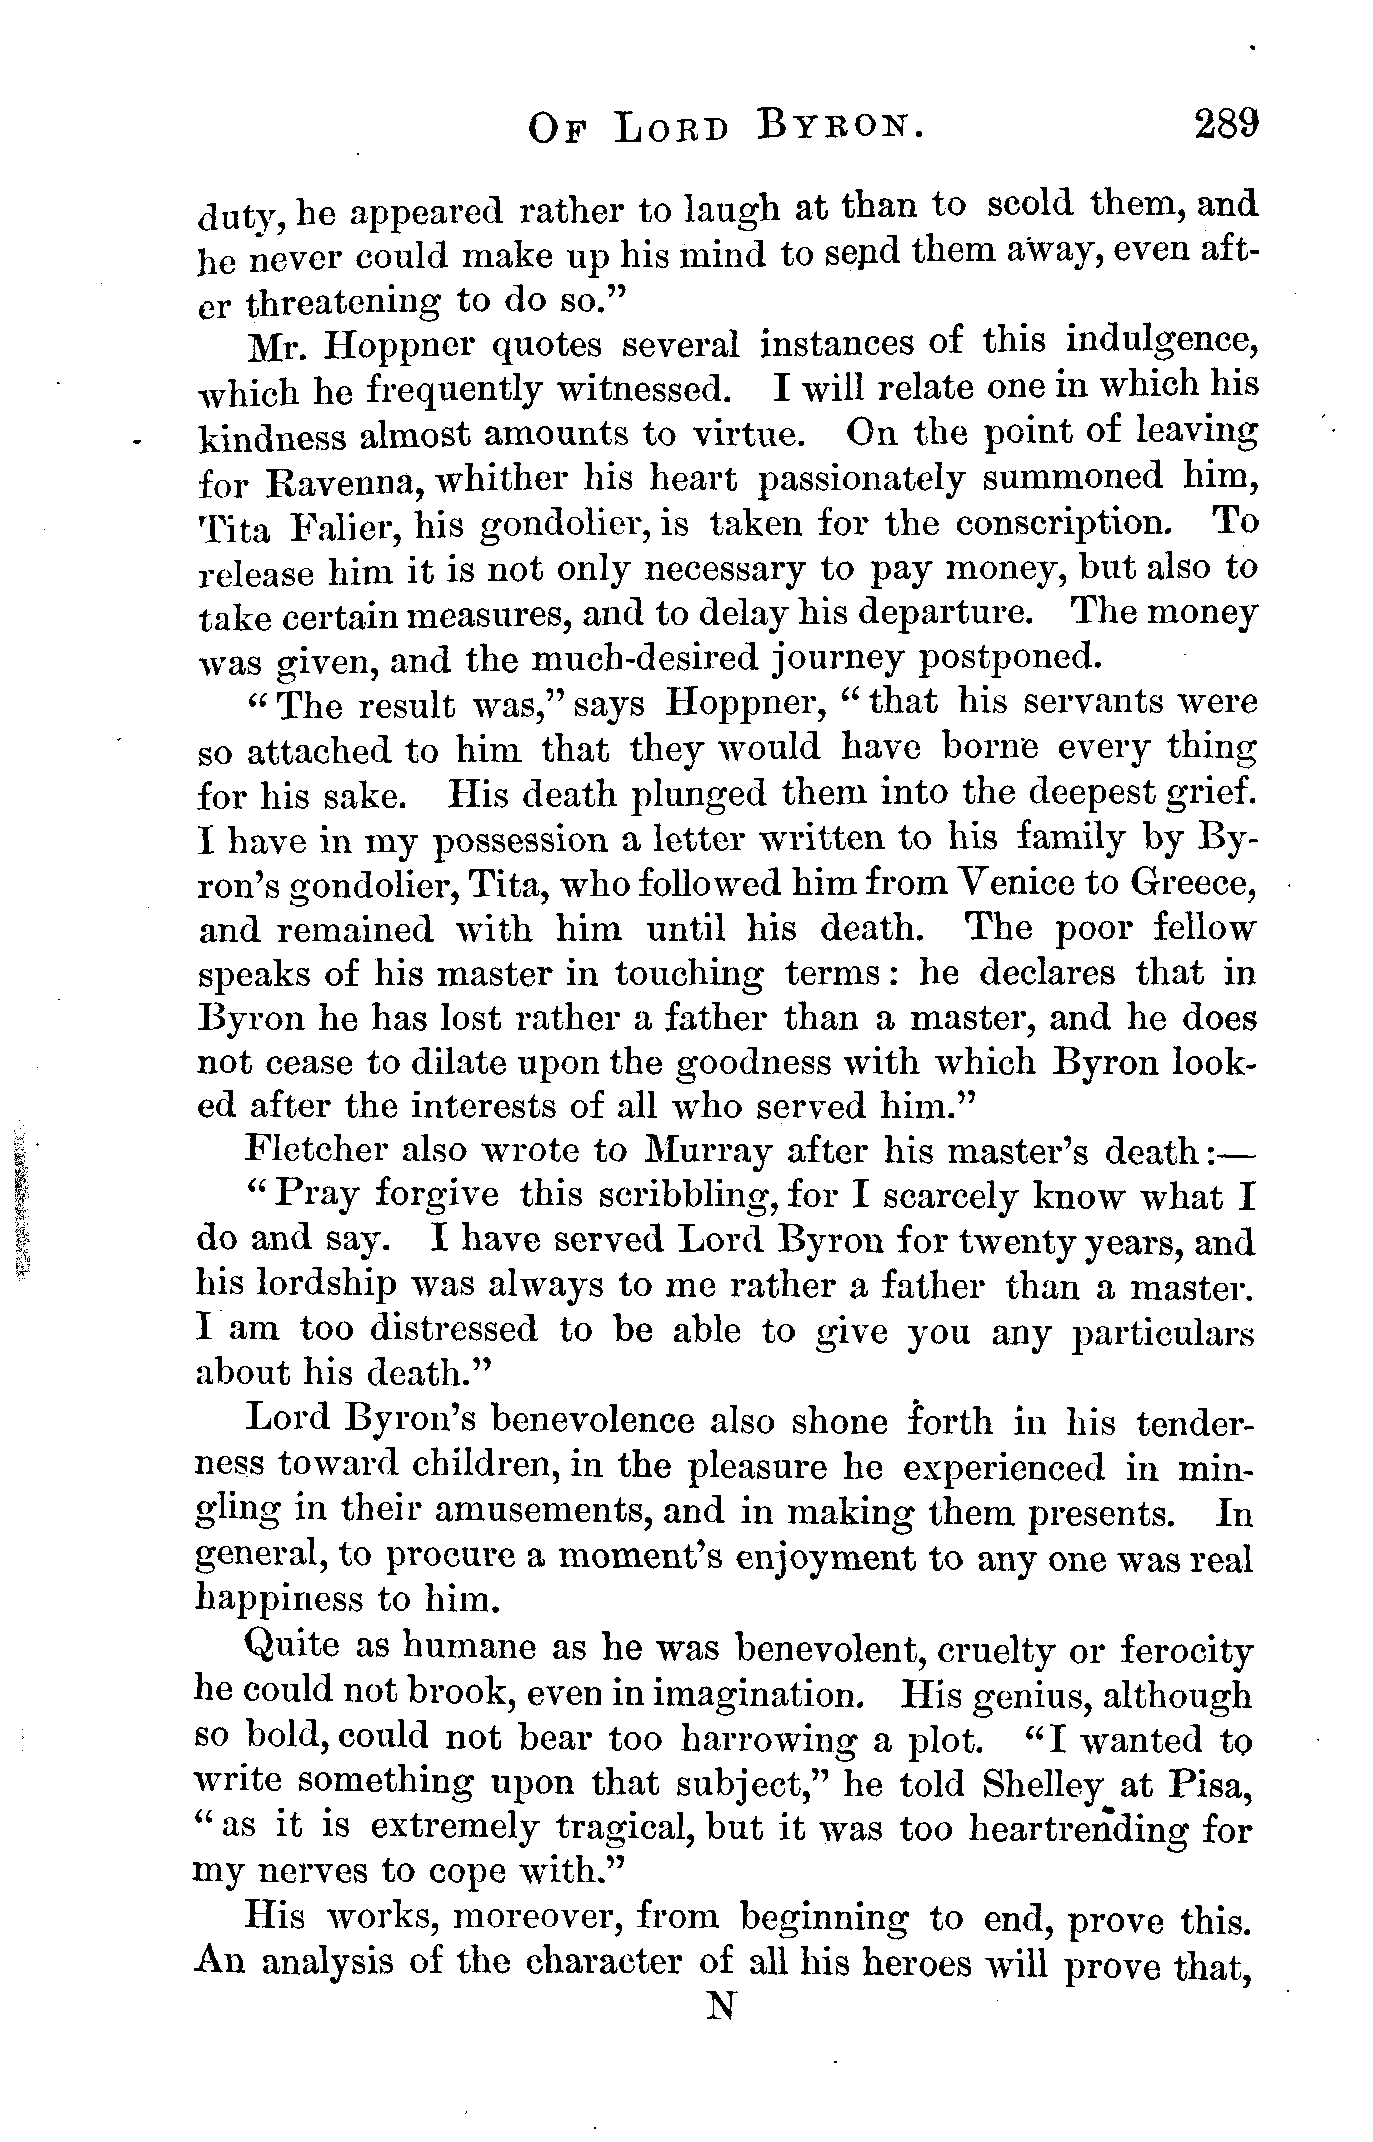 OF LORD BYRON. 289
duty, he appeared rather to laugh at than to scold them, and
he never could make up his mind to send them away, even aft-
er threatening to do so."
Mr. Hoppner quotes several instances of this indulgence,
which he frequently witnessed. I will relate one in which his
kindness almost amounts to virtue. On the point of leaving
for Ravenna, whither his heart passionately summoned him,
Tita Falier, his gondolier, is taken for the conscription. To
release him it is not only necessary to pay money, but also to
take certain measures, and to delay his departure. The money
was given, and the much-desired journey postponed.
"The result was," says Hoppner, "that his servants were
so attached to him that they would have borne every thing
for his sake. His death plunged them into the deepest grief.
I have in my possession a letter written to his family by By-
ron's gondolier, Tita, who followed him from Venice to Greece,
and remained with him until his death. The poor fellow
speaks of his master in touching terms: he declares that in
Byron he has lost rather a father than a master, and he does
not cease to dilate upon the goodness with which Byron look-
ed after the interests of all who served him."
Fletcher also wrote to Murray after his master's death:—
"Pray forgive this scribbling, for I scarcely know what I
do and say. I have served Lord Byron for twenty years, and
his lordship was always to me rather a father than a master.
I am too distressed to be able to give you any particulars
about his death."
Lord Byron's benevolence also shone forth in his tender-
ness toward children, in the pleasure he experienced in min-
gling in their amusements, and in making them presents. In
general, to procure a moment's enjoyment to any one was real
happiness to him.
Quite as humane as he was benevolent, cruelty or ferocity
he could not brook, even in imagination. His genius, although
so bold, could not bear too harrowing a plot. "I wanted to
write something upon that subject," he told Shelley at Pisa,
"as it is extremely tragical, but it was too heartrending for
my nerves to cope with."
His works, moreover, from beginning to end, prove this.
An analysis of the character of all his heroes will prove that,
N